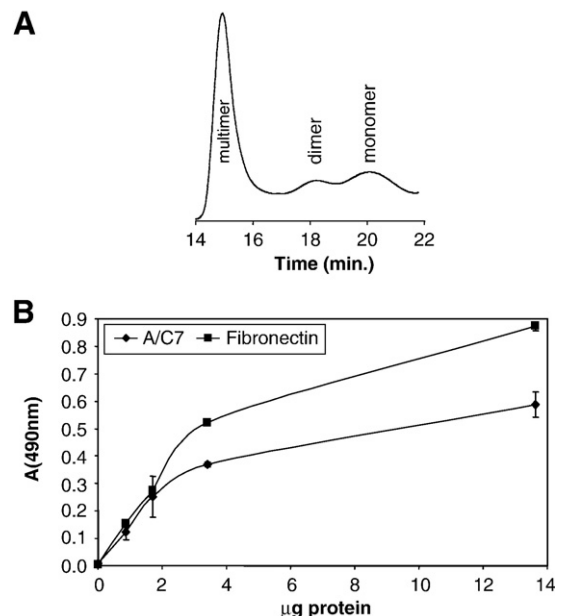 A
multimer
dimer
monomer
14 16 18 20 22
Time (min.)
B
A/C7 Fibronectin
0.9
0.8
0.7
0.6
0.5
0.4
0.3
0.2
0.1
0.0
A(490nm)
0 2 4 6 8 10 12 14
μg protein